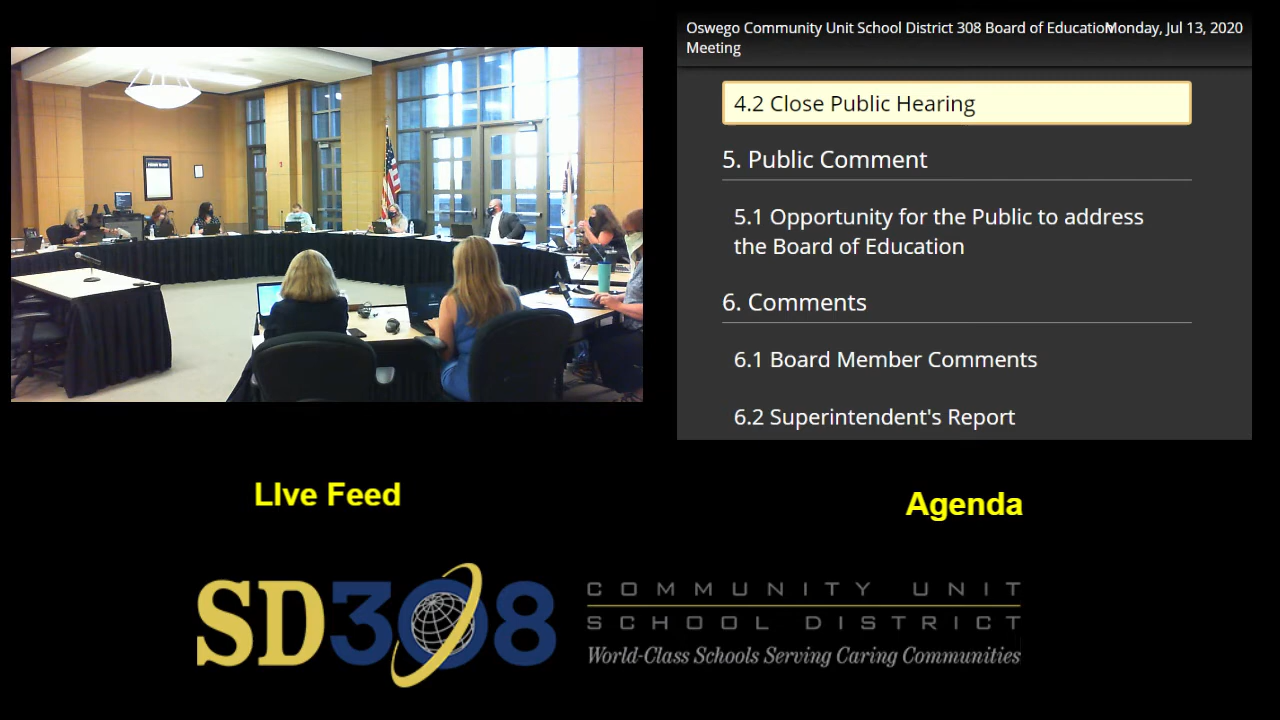 Oswego Community Unit School District 308 Board of Education
Meeting
Monday, Jul 13, 2020
4.2 Close Public Hearing
5. Public Comment
5.1 Opportunity for the Public to address
the Board of Education
6. Comments
6.1 Board Member Comments
6.2 Superintendent's Report
LIve Feed
Agenda
SD308
COMMUNITY UNIT
SCHOOL DISTRICT
World-Class Schools Serving Caring Communities